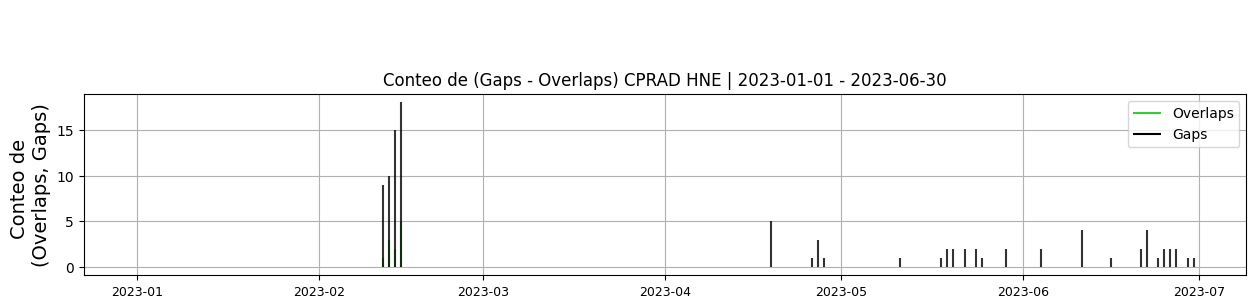 Conteo de (Gaps - Overlaps) CPRAD HNE | 2023-01-01 - 2023-06-30
Conteo de
(Overlaps, Gaps)
15
10
5
0
Overlaps
Gaps
2023-01
2023-02
2023-03
2023-04
2023-05
2023-06
2023-07